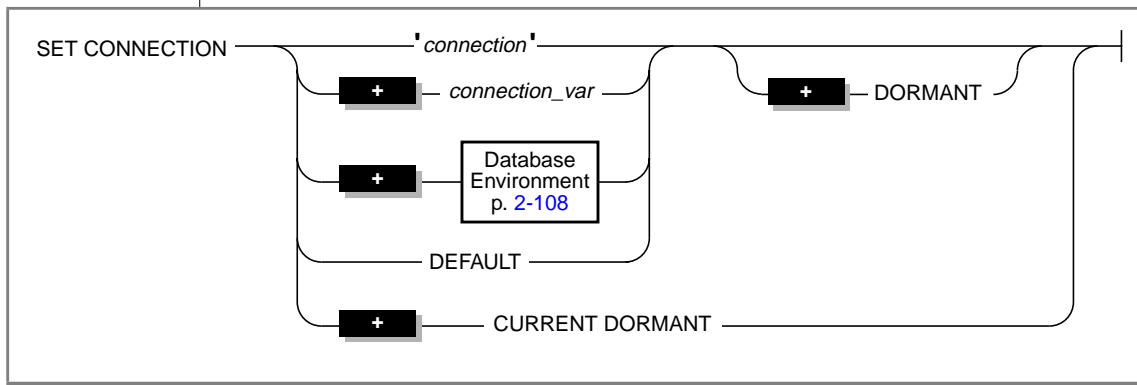 SET CONNECTION
'connection'
+ connection_var
+ DORMANT
+ Database
Environment
p. 2-108
DEFAULT
+ CURRENT DORMANT